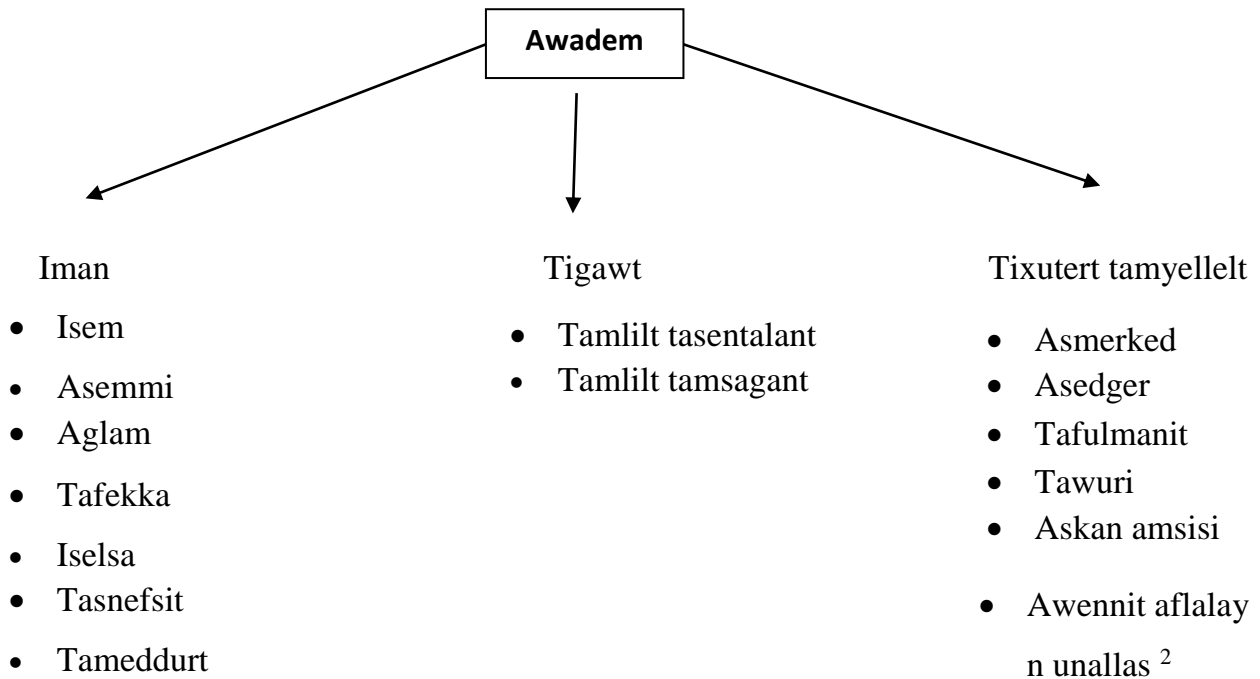 Awadem
Iman
• Isem
• Asemmi
• Aglam
• Tafekka
• Iselsa
• Tasnefsit
• Tameddurt
Tigawt
• Tamlilt tasentalant
• Tamlilt tamsagant
Tixutert tamyellelt
• Asmerked
• Asedger
• Tafulmanit
• Tawuri
• Askan amsisi
• Awennit aflalay
n unallas ²